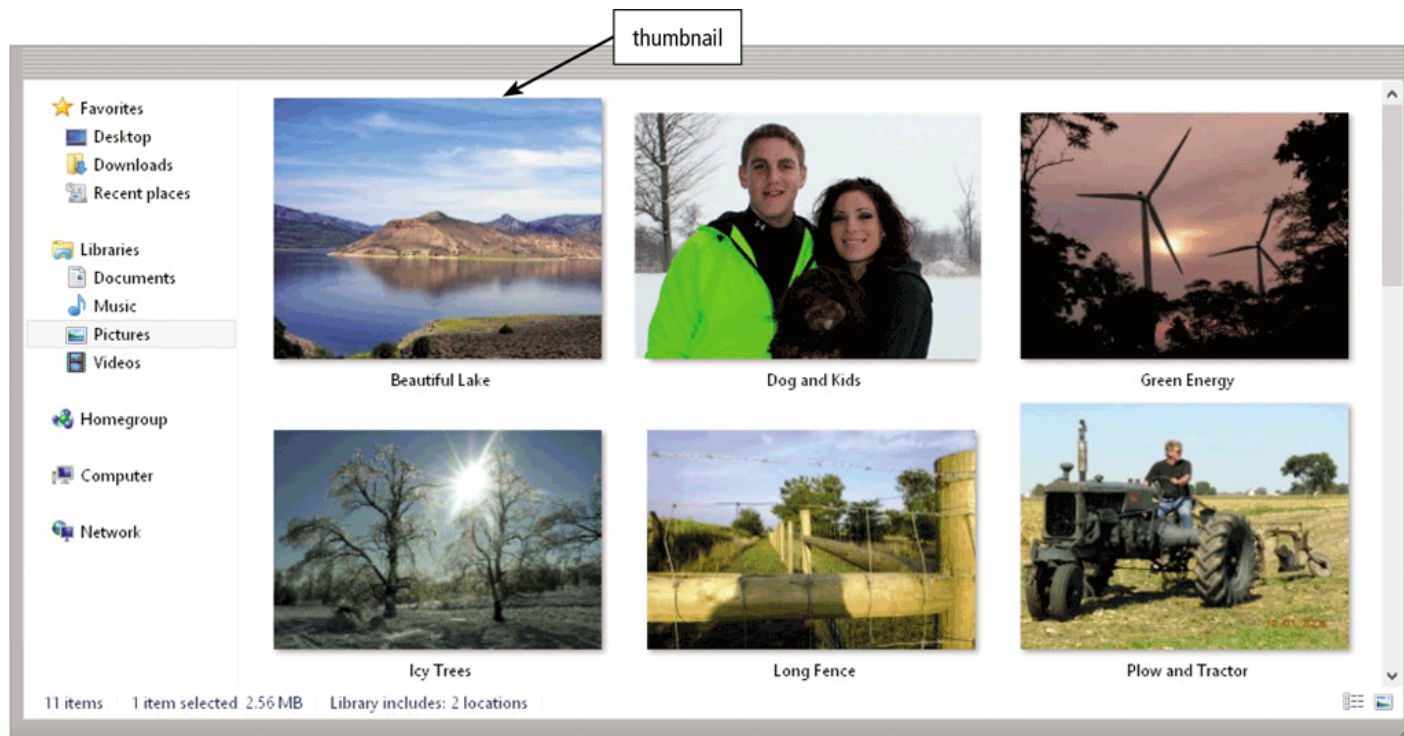 thumbnail
Favorites
Desktop
Downloads
Recent places
Libraries
Documents
Music
Pictures
Videos
Homegroup
Computer
Network
Beautiful Lake
Dog and Kids
Green Energy
Icy Trees
Long Fence
Plow and Tractor
11 items 1 item selected 2.56 MB Library includes: 2 locations